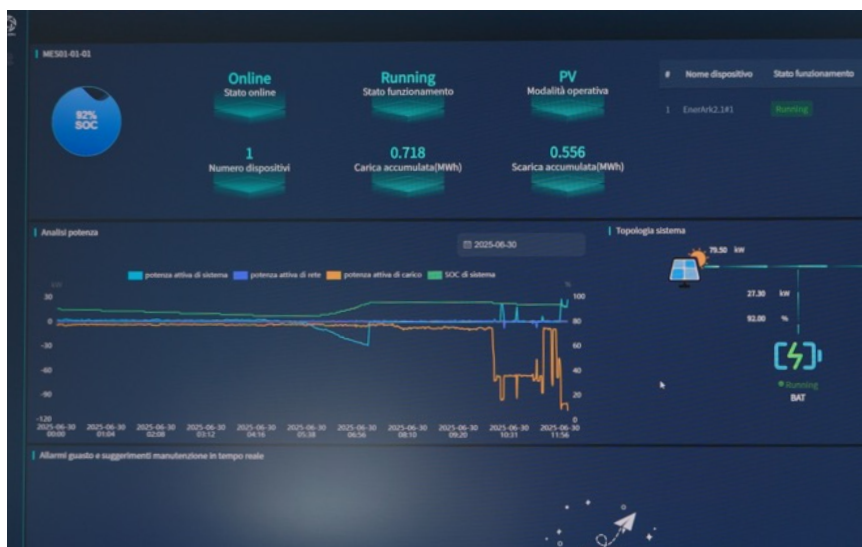 MES01-01-01
92%
SOC
Online
Stato online
Running
Stato funzionamento
PV
Modalità operativa
1
Numero dispositivi
0.718
Carica accumulata(MWh)
0.556
Scarica accumulata(MWh)
# Nome dispositivo Stato funzionamento
1 EnerArk2.1#1 Running
Analisi potenza
2025-06-30
potenza attiva di sistema potenza attiva di rete potenza attiva di carico SOC di sistema
kW %
30 100
0 80
-30 60
-60 40
-90 20
-120 0
2025-06-30 2025-06-30 2025-06-30 2025-06-30 2025-06-30 2025-06-30 2025-06-30 2025-06-30 2025-06-30 2025-06-30 2025-06-30
00:00 01:04 02:08 03:12 04:16 05:38 06:56 08:10 09:20 10:31 11:56
Topologia sistema
79.50 kW
27.30 kW
92.00 %
Running
BAT
Allarmi guasto e suggerimenti manutenzione in tempo reale